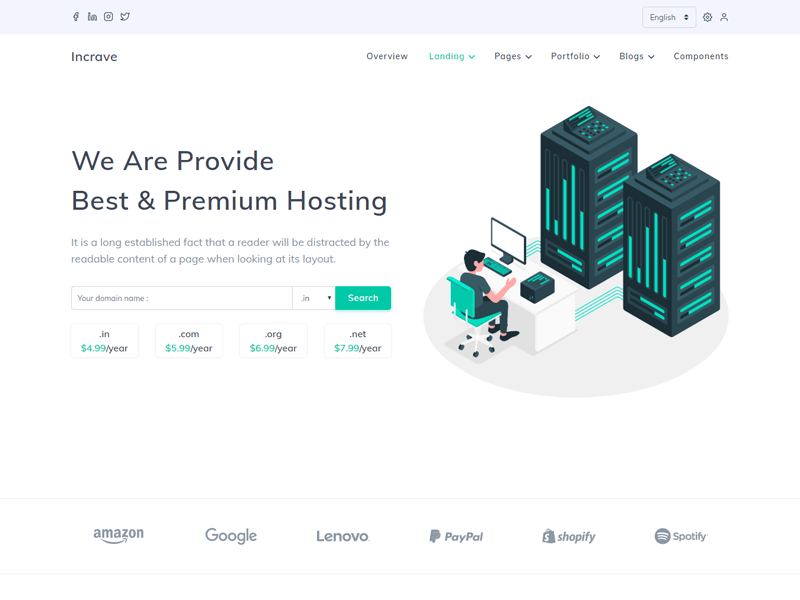 English
Incrave
Overview Landing Pages Portfolio Blogs Components
We Are Provide
Best & Premium Hosting
It is a long established fact that a reader will be distracted by the
readable content of a page when looking at its layout.
Your domain name : .in Search
.in .com .org .net
$4.99/year $5.99/year $6.99/year $7.99/year
amazon Google Lenovo PayPal shopify Spotify